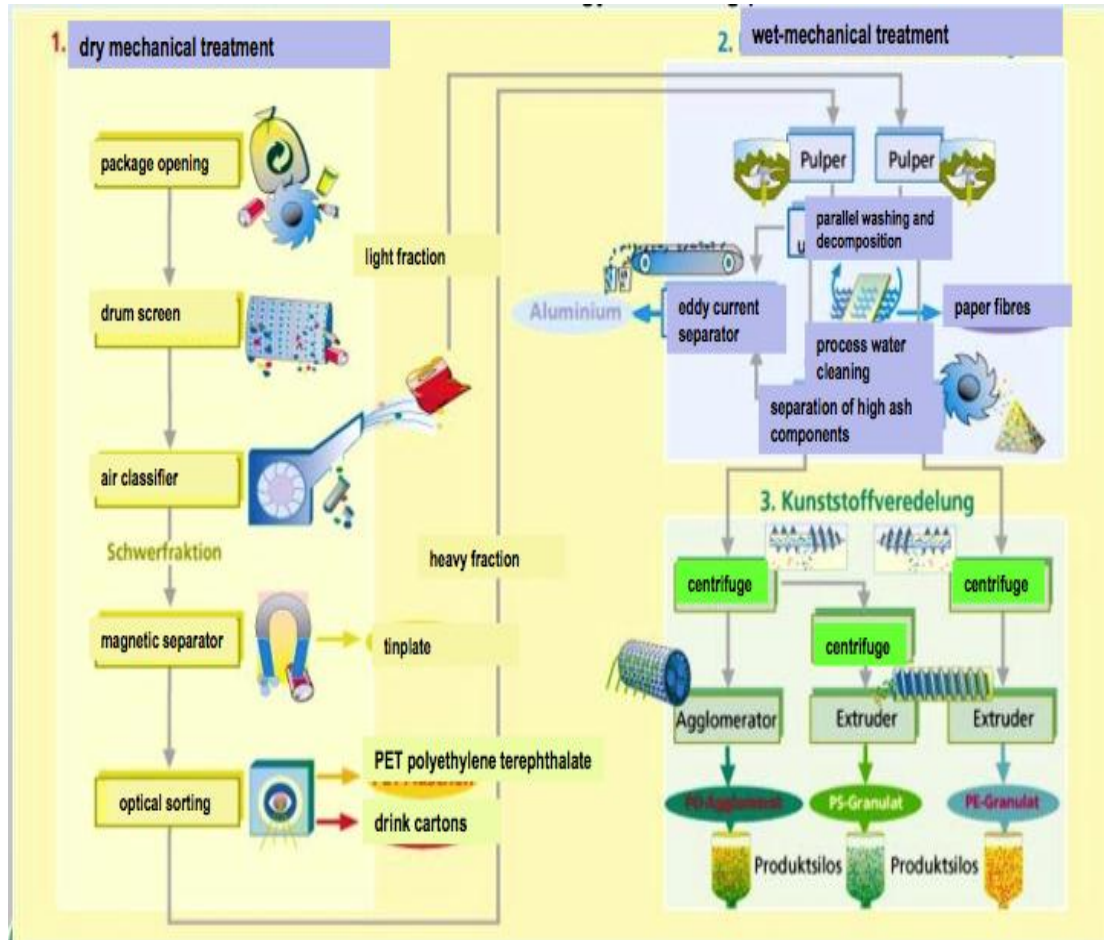 1.
dry mechanical treatment
package opening
drum screen
air classifier
Schwerfraktion
magnetic separator
optical sorting
light fraction
heavy fraction
tinplate
PET polyethylene terephthalate
drink cartons
2.
wet-mechanical treatment
Pulper
Pulper
parallel washing and
decomposition
Aluminium
eddy current
separator
paper fibres
process water
cleaning
separation of high ash
components
3. Kunststoffveredelung
centrifuge
centrifuge
centrifuge
Agglomerator
Extruder
Extruder
PO-Agglomerat
PS-Granulat
PE-Granulat
Produktsilos
Produktsilos